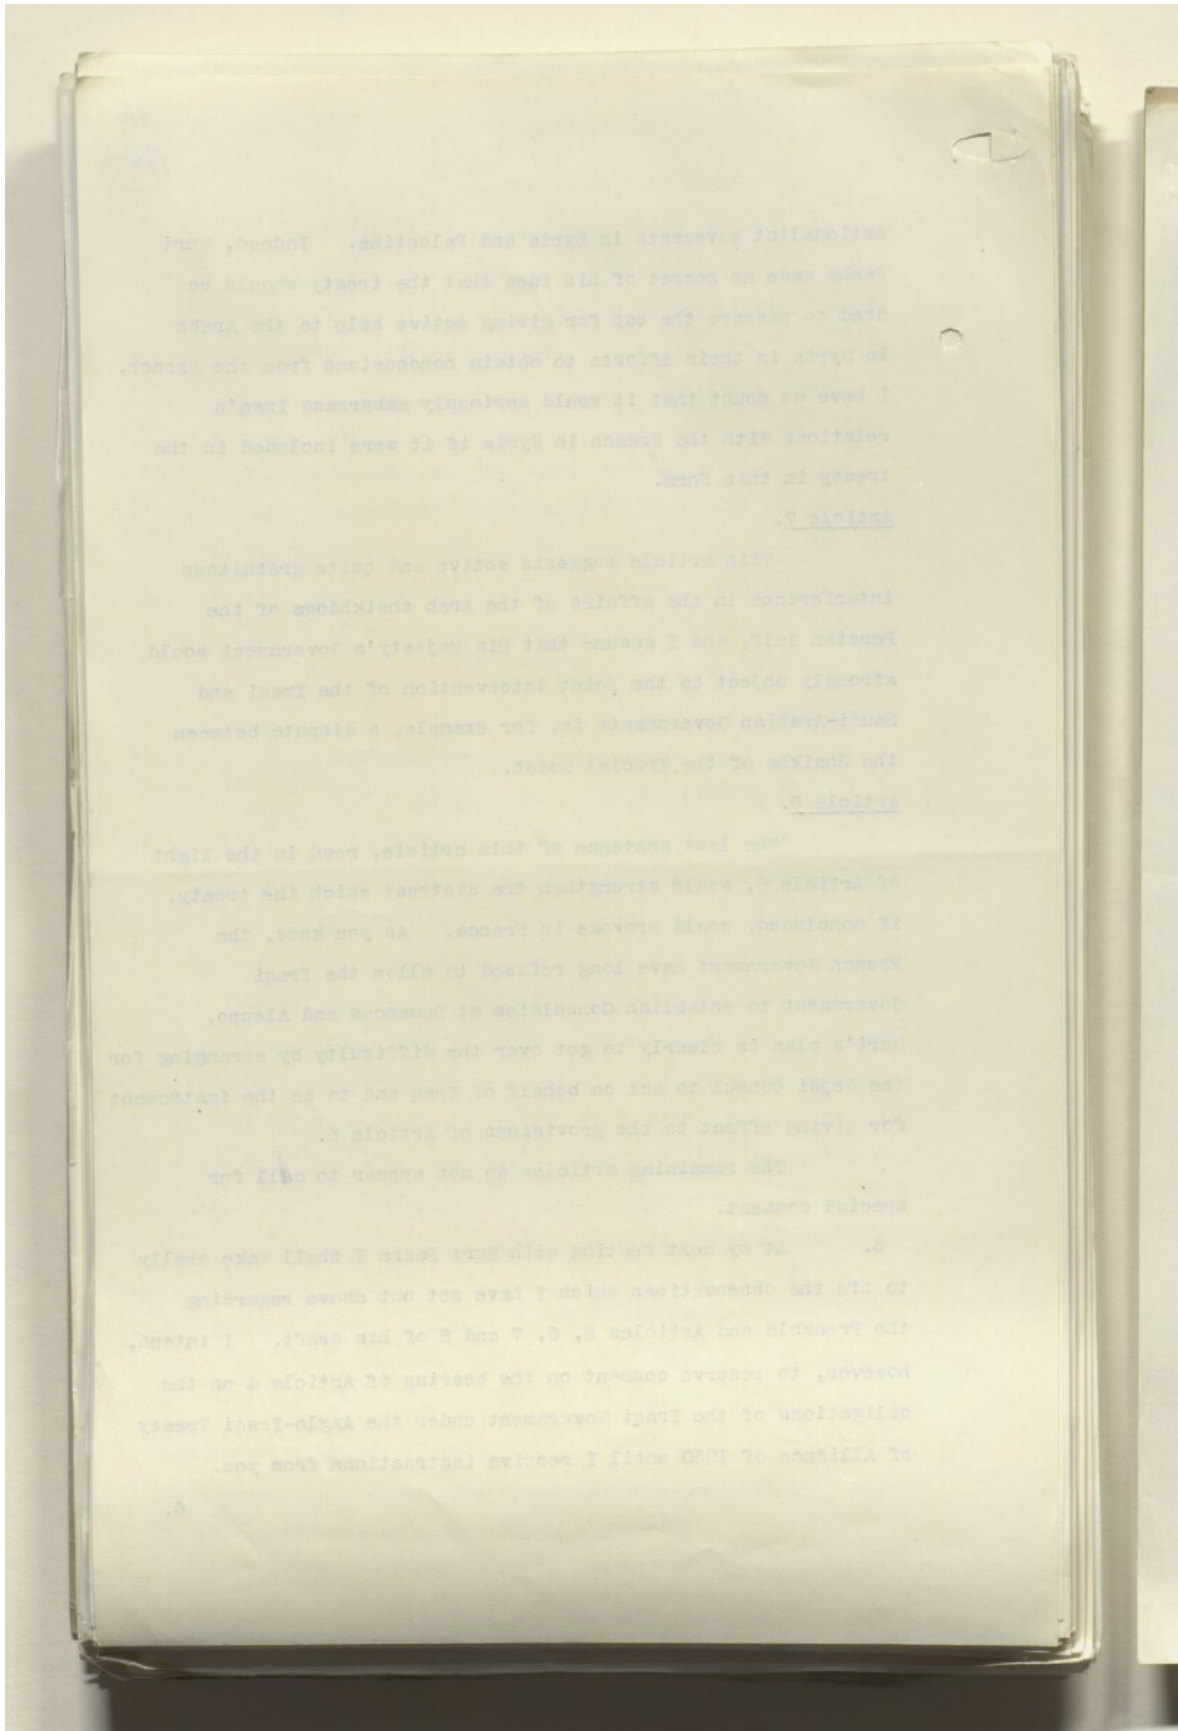 nationalist movements in Syria and Palestine. Indeed, Nuri
Pasha made no secret of his idea that the treaty should be
used to prepare the way for giving active help to the Arabs
in Syria in their efforts to obtain concessions from the French.
I have no doubt that it would seriously embarrass Iraq's
relations with the French in Syria if it were included in the
treaty in this form.
Article 7.
This article suggests active and quite gratuitous
interference in the affairs of the Arab Shaikhdoms of the
Persian Gulf, and I assume that His Majesty's Government would
strongly object to the joint intervention of the Iraqi and
Saudi-Arabian Governments in, for example, a dispute between
the Shaikhs of the Trucial Coast.
Article 8.
The last sentence of this article, read in the light
of Article 6, would strengthen the distrust which the treaty,
if concluded, would provoke in France. As you know, the
French Government have long refused to allow the Iraqi
Government to establish Consulates at Damascus and Aleppo.
Nuri's plan is clearly to get over the difficulty by arranging for
the Nejdi Consul to act on behalf of Iraq and to be the instrument
for giving effect to the provisions of Article 6.
The remaining articles do not appear to call for
special comment.
5. At my next meeting with Nuri Pasha I shall make orally
to him the observations which I have set out above regarding
the Preamble and Articles 2, 6, 7 and 8 of his draft. I intend,
however, to reserve comment on the bearing of Article 4 on the
obligations of the Iraqi Government under the Anglo-Iraqi Treaty
of Alliance of 1930 until I receive instructions from you.
6.